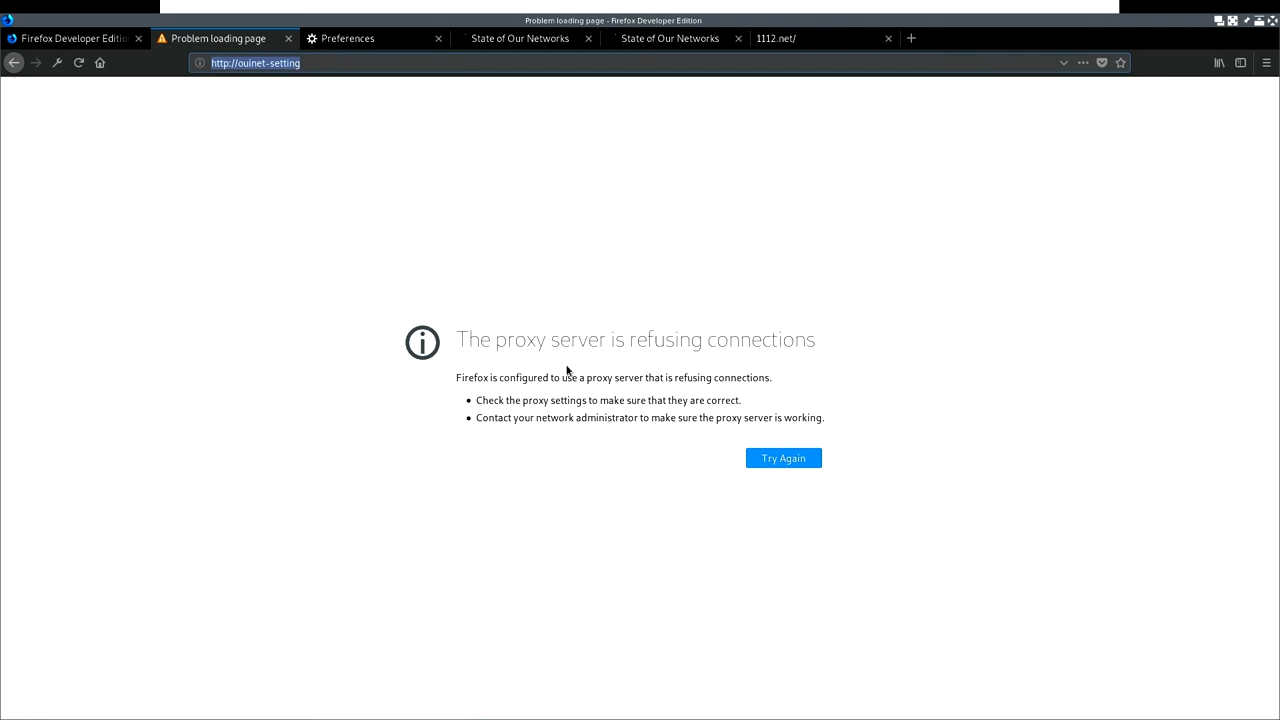 Problem loading page - Firefox Developer Edition
Firefox Developer Editio
Problem loading page
Preferences
State of Our Networks
State of Our Networks
1112.net/
http://ouinet-setting
The proxy server is refusing connections
Firefox is configured to use a proxy server that is refusing connections.
Check the proxy settings to make sure that they are correct.
Contact your network administrator to make sure the proxy server is working.
Try Again